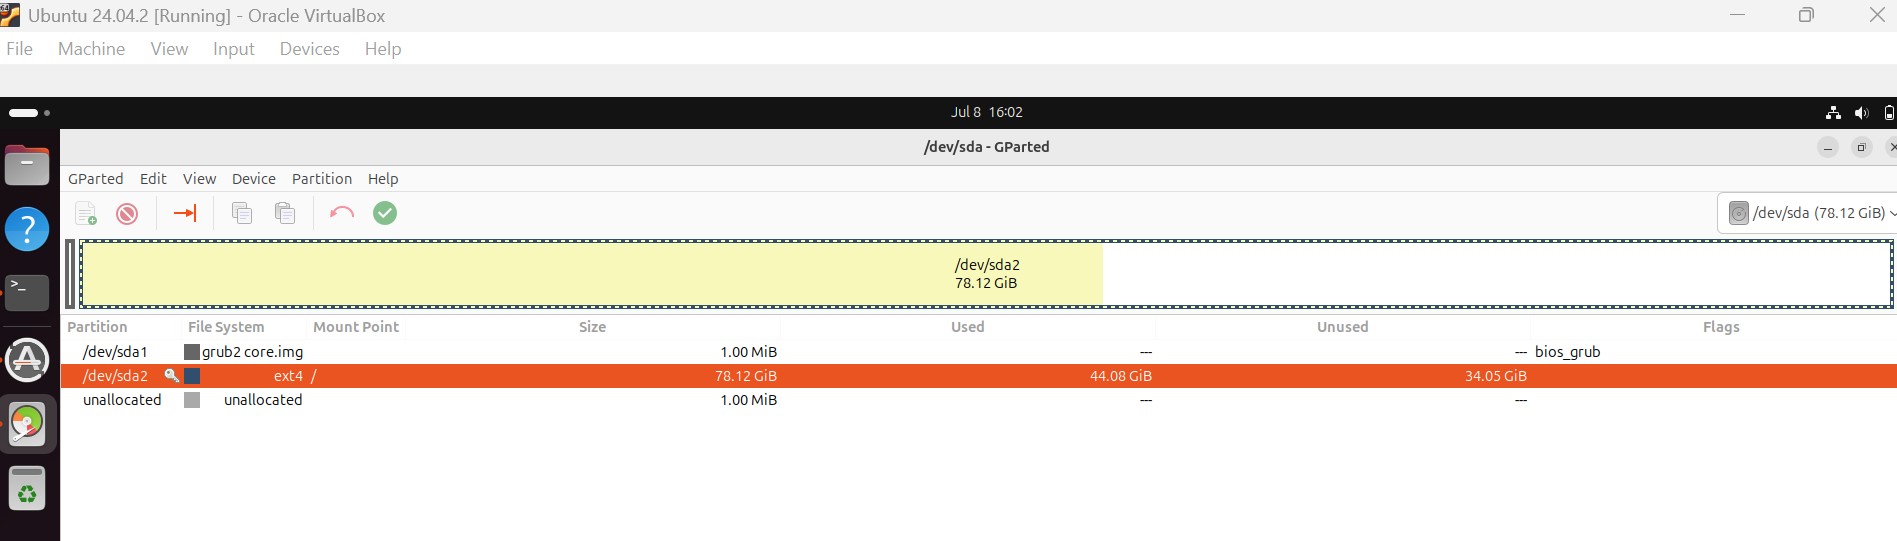 Ubuntu 24.04.2 [Running] - Oracle VirtualBox
File Machine View Input Devices Help
Jul 8 16:02
/dev/sda - GParted
GParted Edit View Device Partition Help
/dev/sda (78.12 GiB)
/dev/sda2
78.12 GiB
Partition File System Mount Point Size Used Unused Flags
/dev/sda1 grub2 core.img 1.00 MiB --- --- bios_grub
/dev/sda2 ext4 / 78.12 GiB 44.08 GiB 34.05 GiB
unallocated unallocated 1.00 MiB --- ---